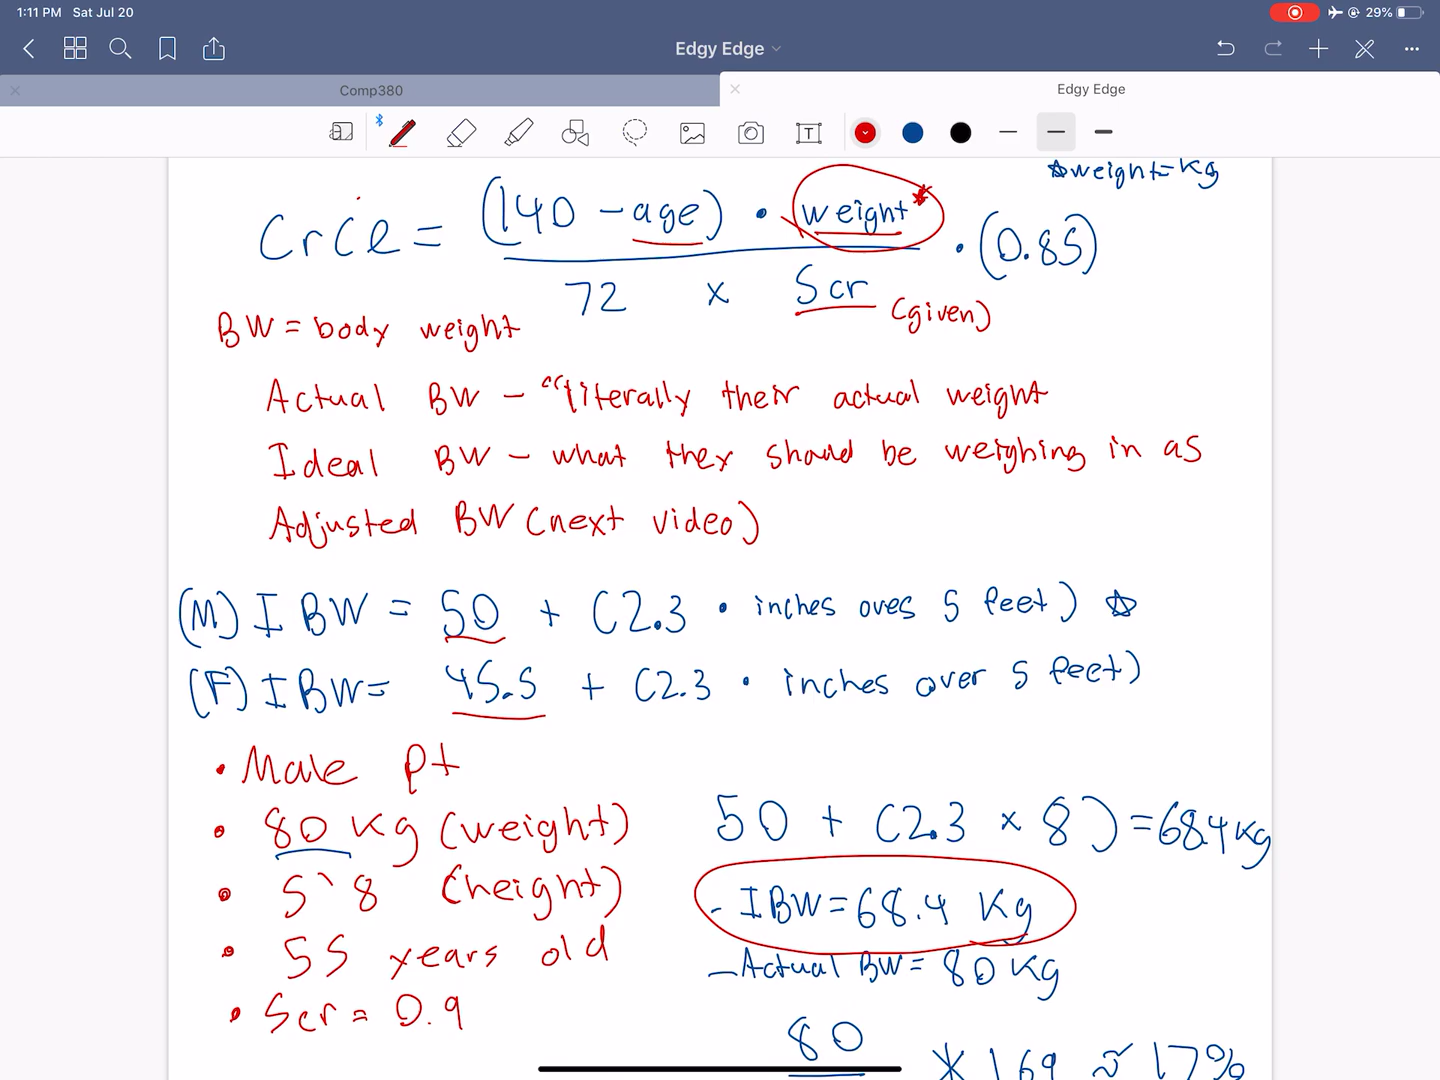 1:11 PM Sat Jul 20 29%
Edgy Edge
Comp380 Edgy Edge
☆weight=Kg
CrCl = (140 - age) • (weight* • (0.85)
72 x Scr (given)
BW = body weight
Actual BW - "literally their actual weight
Ideal BW - what they should be weighing in as
Adjusted BW (next video)
(M) IBW = 50 + (2.3 • inches over 5 feet) ☆
(F) IBW = 45.5 + (2.3 • inches over 5 feet)
• Male pt
• 80 kg (weight)
• 5'8 (height)
• 55 years old
• Scr = 0.9
50 + (2.3 x 8) = 68.4 kg
- IBW = 68.4 Kg
- Actual BW = 80 kg
80
1.169 ≈ 17%